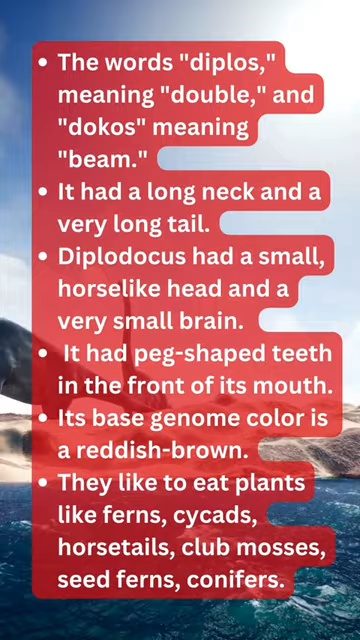 • The words "diplos,"
meaning "double," and
"dokos" meaning
"beam."
• It had a long neck and a
very long tail.
• Diplodocus had a small,
horselike head and a
very small brain.
• It had peg-shaped teeth
in the front of its mouth.
• Its base genome color is
a reddish-brown.
• They like to eat plants
like ferns, cycads,
horsetails, club mosses,
seed ferns, conifers.